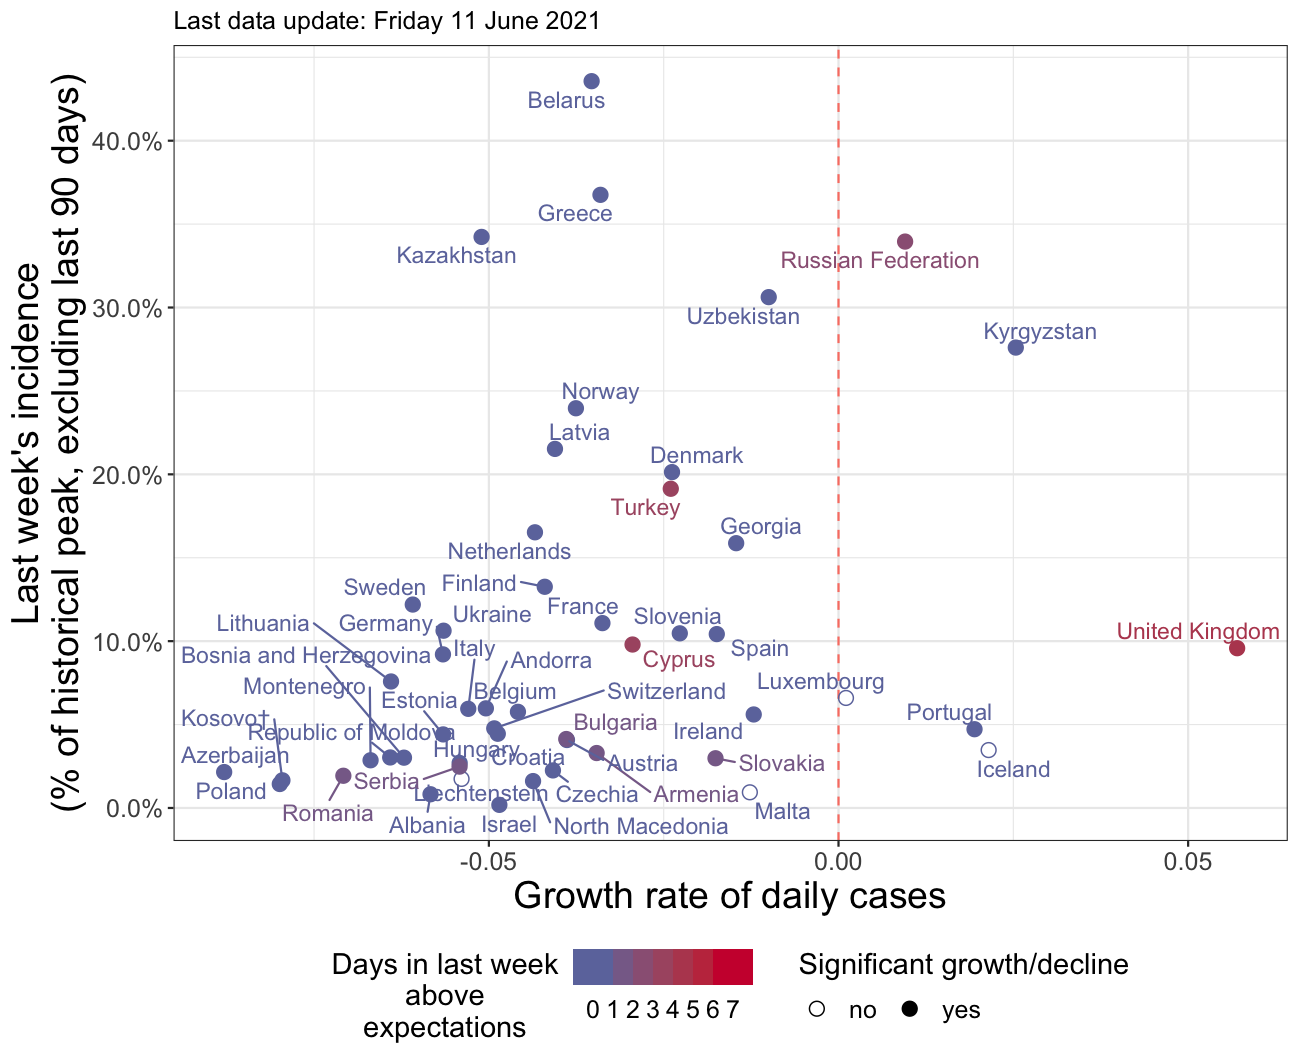 Last data update: Friday 11 June 2021
Last week's incidence
(% of historical peak, excluding last 90 days)
40.0%
30.0%
20.0%
10.0%
0.0%
Belarus
Greece
Kazakhstan
Russian Federation
Uzbekistan
Kyrgyzstan
Norway
Latvia
Denmark
Turkey
Georgia
Netherlands
Finland
Sweden
France
Ukraine
Slovenia
Lithuania
Germany
United Kingdom
Italy
Spain
Bosnia and Herzegovina
Andorra
Cyprus
Montenegro
Luxembourg
Estonia
Belgium
Switzerland
Kosovo†
Portugal
Bulgaria
Republic of Moldova
Ireland
Hungary
Azerbaijan
Croatia
Austria
Slovakia
Iceland
Serbia
Poland
Liechtenstein
Czechia
Armenia
Romania
Malta
Albania
Israel
North Macedonia
-0.05
0.00
0.05
Growth rate of daily cases
Days in last week
above
expectations
0 1 2 3 4 5 6 7
Significant growth/decline
no
yes